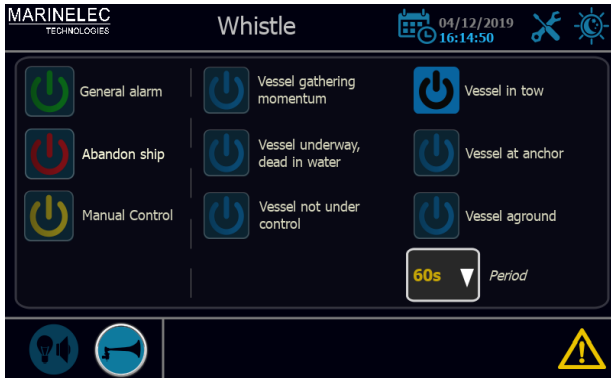 MARINELEC
TECHNOLOGIES
Whistle
04/12/2019
16:14:50
General alarm
Abandon ship
Manual Control
Vessel gathering
momentum
Vessel underway,
dead in water
Vessel not under
control
Vessel in tow
Vessel at anchor
Vessel aground
60s
Period